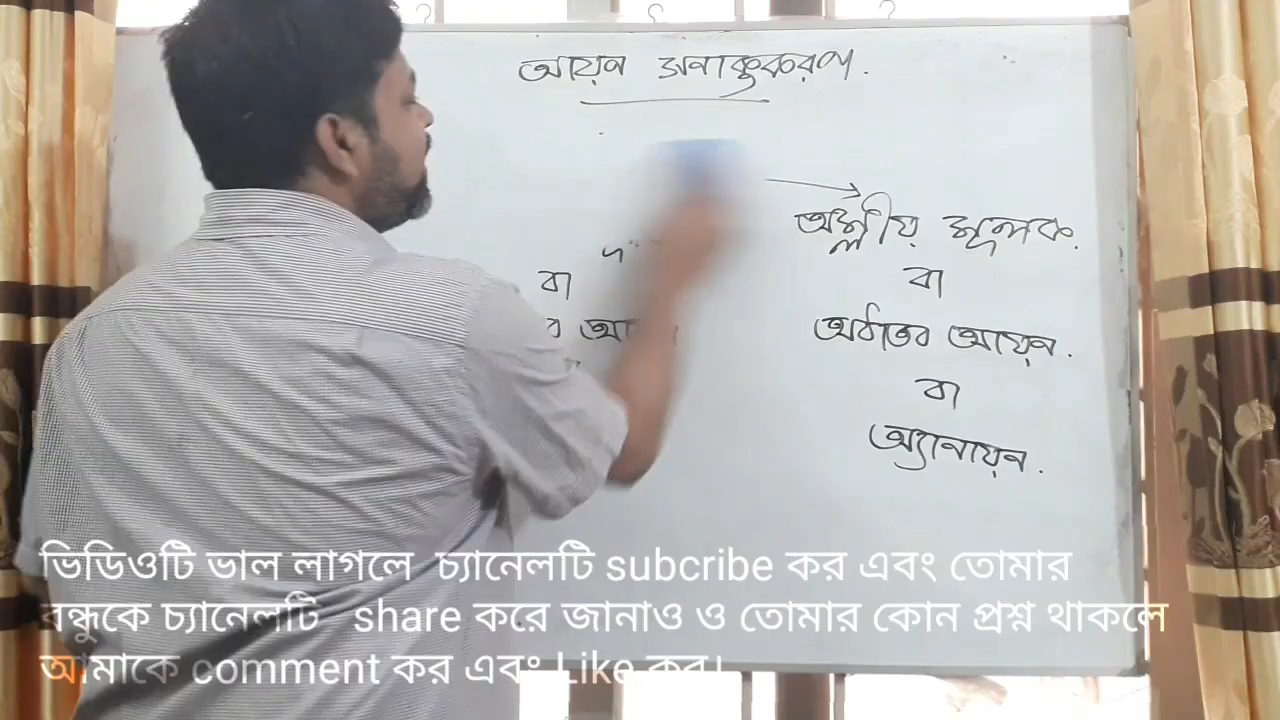 আয়ন সনাক্তকরণ.
অম্লীয় মূলক.
বা
বা
আয়ন
অধাতব আয়ন.
বা
অ্যানায়ন.
ভিডিওটি ভাল লাগলে চ্যানেলটি subcribe কর এবং তোমার
বন্ধুকে চ্যানেলটি share করে জানাও ও তোমার কোন প্রশ্ন থাকলে
আমাকে comment কর এবং Like কর।